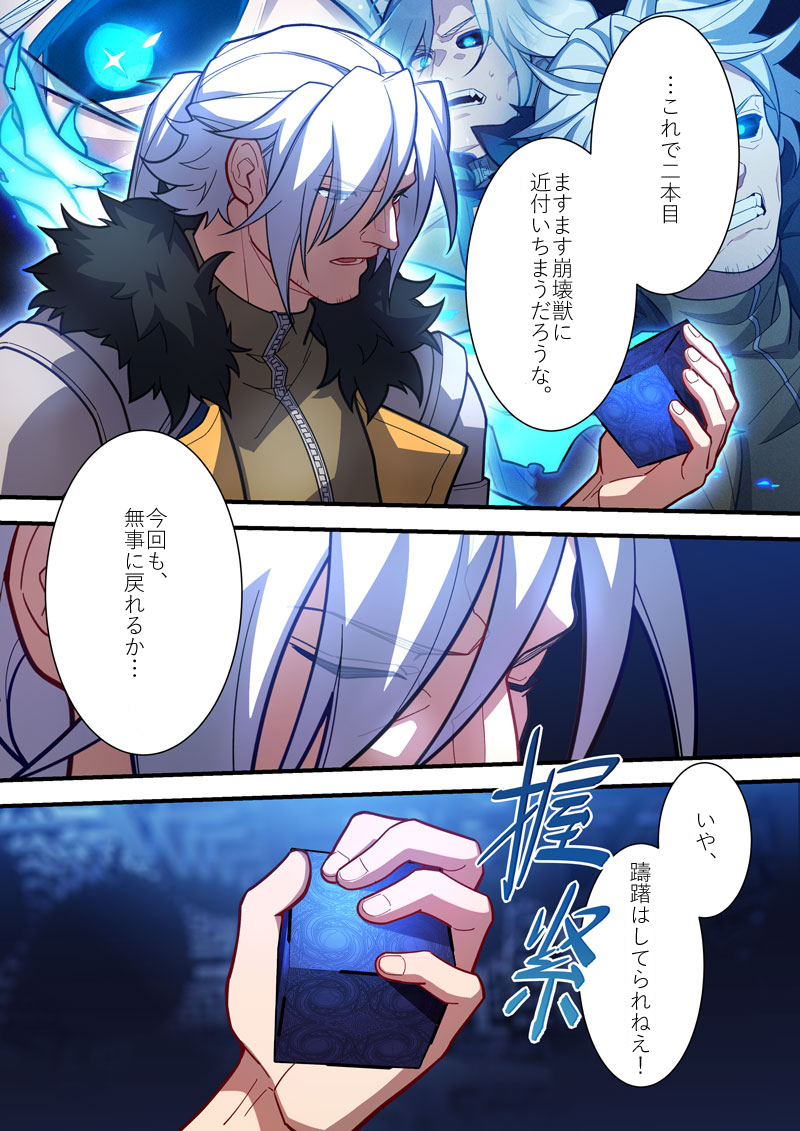 …これで二本目
ますます崩壊獣に
近付いちまうだろうな。
今回も、
無事に戻れるか…
いや、
躊躇はしてられねえ！
握紧